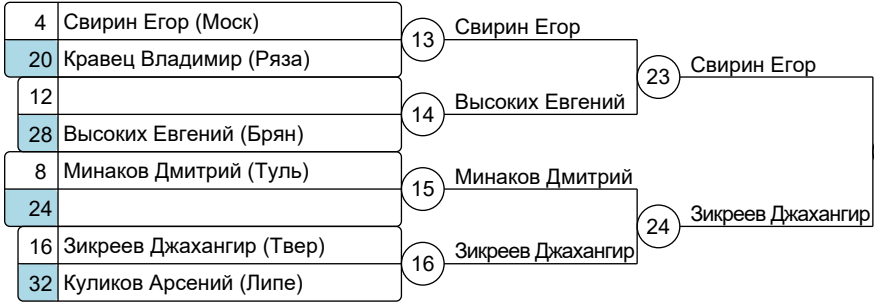 4 Свирин Егор (Моск)
20 Кравец Владимир (Ряза)
12
28 Высоких Евгений (Брян)
8 Минаков Дмитрий (Туль)
24
16 Зикреев Джахангир (Твер)
32 Куликов Арсений (Липе)
13 Свирин Егор
14 Высоких Евгений
15 Минаков Дмитрий
16 Зикреев Джахангир
23 Свирин Егор
24 Зикреев Джахангир